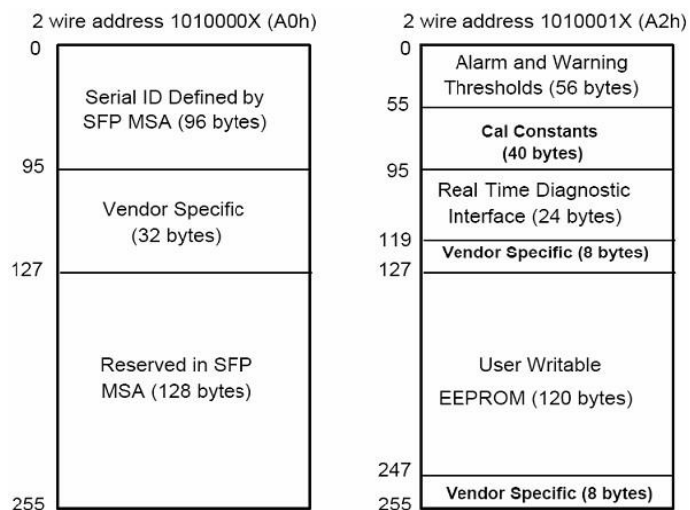 2 wire address 1010000X (A0h)
0
Serial ID Defined by
SFP MSA (96 bytes)
95
Vendor Specific
(32 bytes)
127
Reserved in SFP
MSA (128 bytes)
255
2 wire address 1010001X (A2h)
0
Alarm and Warning
Thresholds (56 bytes)
55
Cal Constants
(40 bytes)
95
Real Time Diagnostic
Interface (24 bytes)
119
Vendor Specific (8 bytes)
127
User Writable
EEPROM (120 bytes)
247
Vendor Specific (8 bytes)
255